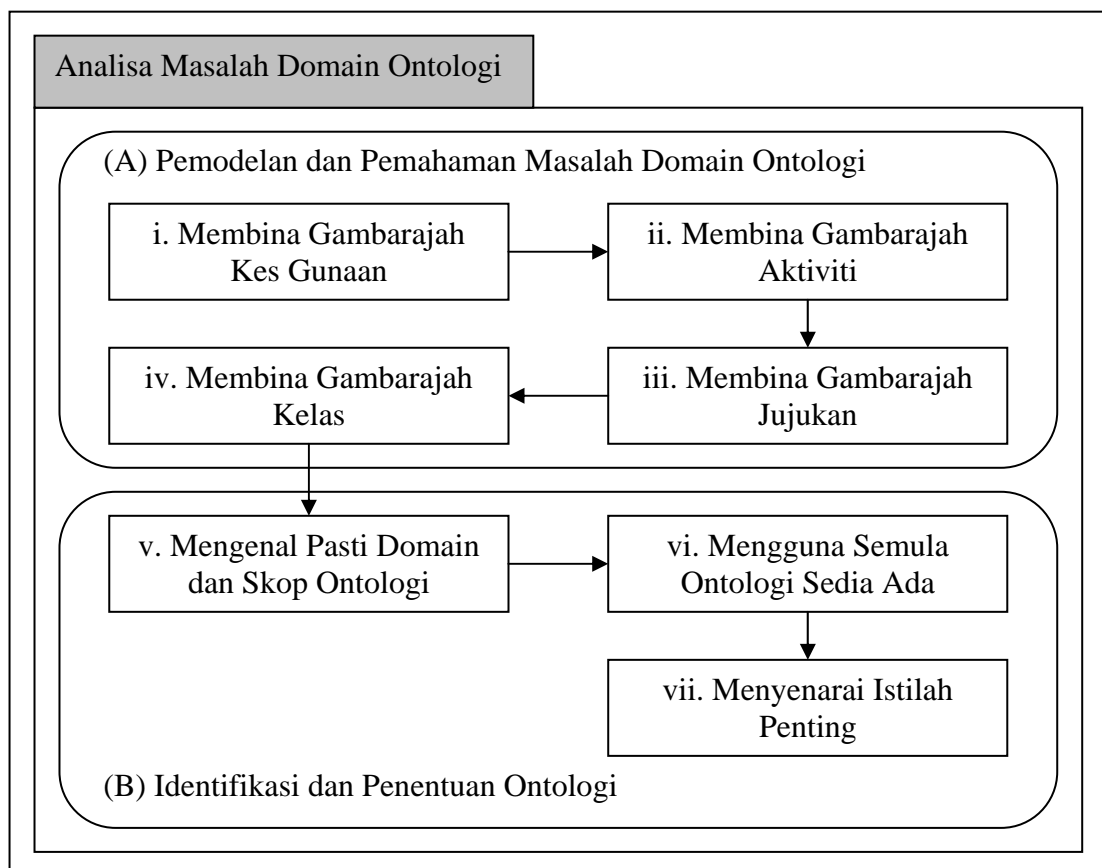 Analisa Masalah Domain Ontologi
(A) Pemodelan dan Pemahaman Masalah Domain Ontologi
i. Membina Gambarajah
Kes Gunaan
ii. Membina Gambarajah
Aktiviti
iv. Membina Gambarajah
Kelas
iii. Membina Gambarajah
Jujukan
v. Mengenal Pasti Domain
dan Skop Ontologi
vi. Mengguna Semula
Ontologi Sedia Ada
vii. Menyenarai Istilah
Penting
(B) Identifikasi dan Penentuan Ontologi